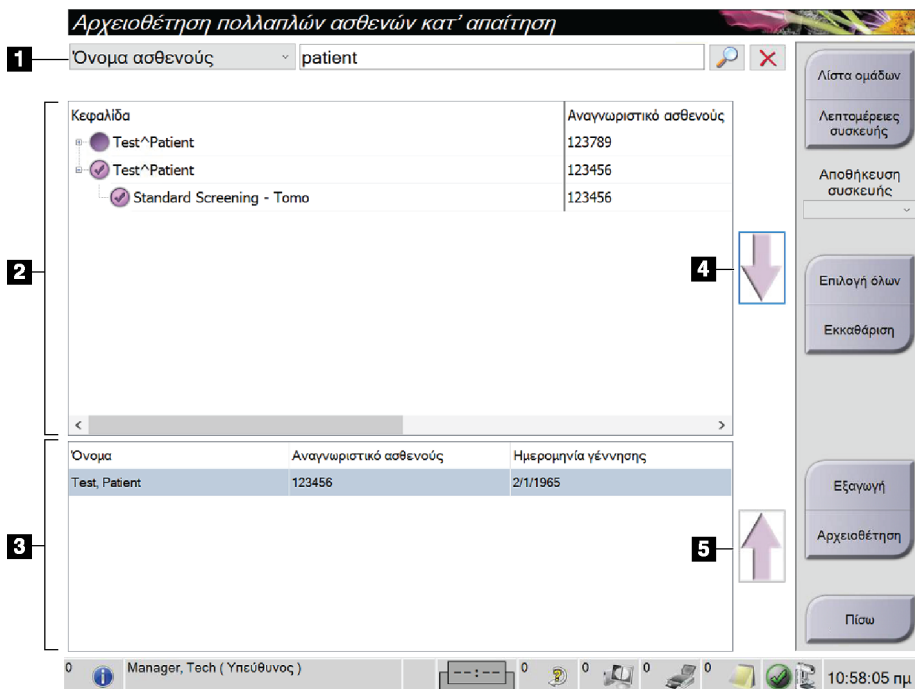 Αρχειοθέτηση πολλαπλών ασθενών κατ' απαίτηση
1
Όνομα ασθενούς patient
Λίστα ομάδων
Λεπτομέρειες συσκευής
Αποθήκευση συσκευής
Επιλογή όλων
Εκκαθάριση
Εξαγωγή
Αρχειοθέτηση
Πίσω
2
Κεφαλίδα Αναγνωριστικό ασθενούς
Test^Patient 123789
Test^Patient 123456
Standard Screening - Tomo 123456
4
3
Όνομα Αναγνωριστικό ασθενούς Ημερομηνία γέννησης
Test, Patient 123456 2/1/1965
5
0 Manager, Tech ( Υπεύθυνος ) --:-- 0 0 0 0 10:58:05 πμ